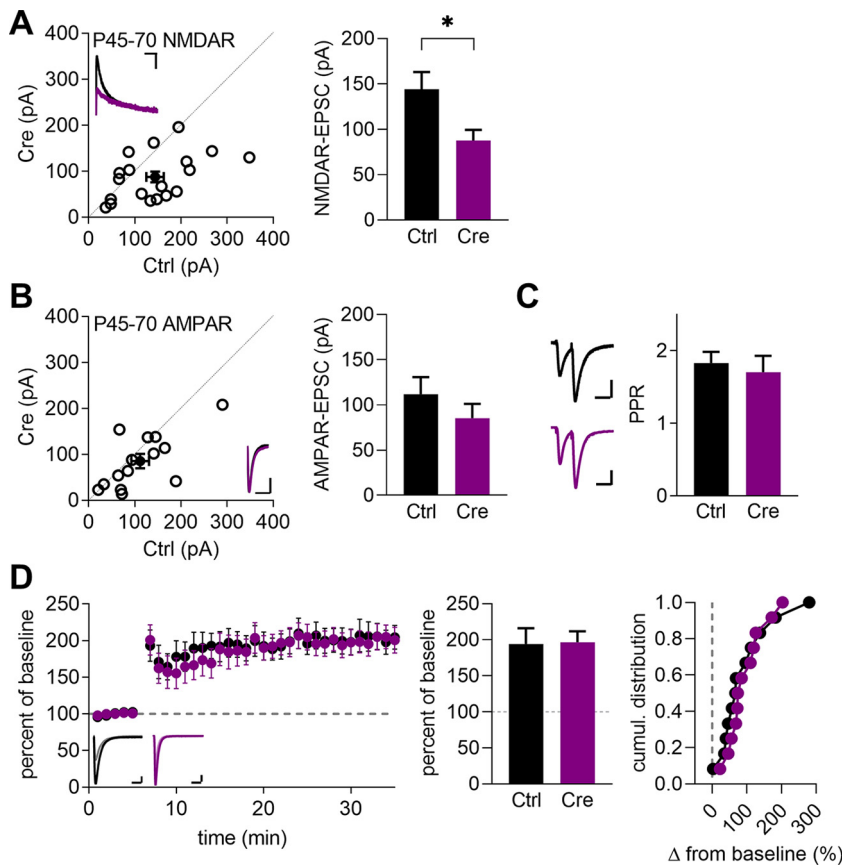 A
P45-70 NMDAR
400
300
200
100
0
Cre (pA)
0 100 200 300 400
Ctrl (pA)
*
200
150
100
50
0
NMDAR-EPSC (pA)
Ctrl Cre
B
P45-70 AMPAR
400
300
200
100
0
Cre (pA)
0 100 200 300 400
Ctrl (pA)
200
150
100
50
0
AMPAR-EPSC (pA)
Ctrl Cre
C
2
1
0
PPR
Ctrl Cre
D
250
200
150
100
50
0
percent of baseline
0 10 20 30
time (min)
250
200
150
100
50
0
percent of baseline
Ctrl Cre
1.0
0.8
0.6
0.4
0.2
0.0
cumul. distribution
0 100 200 300
Δ from baseline (%)